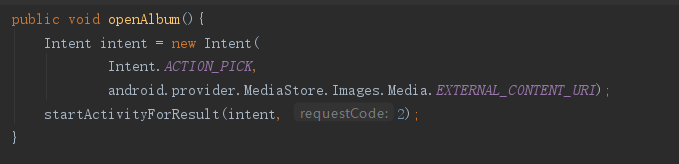 public void openAlbum(){
Intent intent = new Intent(
Intent.ACTION_PICK,
android.provider.MediaStore.Images.Media.EXTERNAL_CONTENT_URI);
startActivityForResult(intent, requestCode: 2);
}